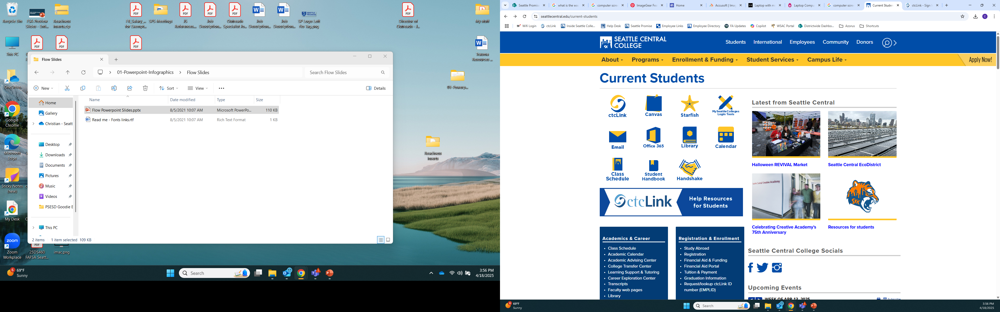 Recycle Bin
FSA Preview
Slides - Enti...
Readiness
Inserts.zip
FR_Salary_...
for Exempt...
SPS Meetings
JS
References...
Job
Description...
Outreach
Specialist Jo...
Job
Description...
Job
Description...
SP Logo Left
No Tag.png
Director of
Outreach - J...
My stuff
This PC
Trauma
Resources ...
OneDrive
01-Powerp...
Google
Chrome
Microsoft
Edge
Readiness
Inserts
Sticky Notes
(new)
My Desk
Zoom
Workplace
25DS460
FAFSA Seatt...
imac.png
Flow Slides
01-Powerpoint-Infographics
Flow Slides
Search Flow Slides
New
Sort
View
Details
Home
Gallery
Christian - Seatt
Desktop
Downloads
Documents
Pictures
Music
Videos
PSESD Goodie E
This PC
Name
Date modified
Type
Size
Flow Powerpoint Slides.pptx
8/5/2021 10:07 AM
Microsoft PowerPo...
110 KB
Read me - Fonts links.rtf
8/5/2021 10:07 AM
Rich Text Format
1 KB
2 items
1 item selected 109 KB
69°F
Sunny
Search
3:56 PM
4/18/2025
Seattle Promise
what is the was
computer scree
ImageGear Fea
Home
Accusoft | Imag
Laptop with m
Laptop Compu
computer scree
Current Studen
ctcLink - Sign I
seattlecentral.edu/current-students
Wifi Login
ctcLink
Inside Seattle Colle...
Help Desk
Seattle Promise
Employee Links
Employee Directory
FA Updates
Copilot
WSAC Portal
Districtwide Dashbo...
Azorus
Shortcuts
SEATTLE CENTRAL
COLLEGE
Students
International
Employees
Community
Donors
About
Programs
Enrollment & Funding
Student Services
Campus Life
Apply Now!
Current Students
ctcLink
Canvas
Starfish
MySeattleColleges
Login Tools
Email
Office 365
Library
Calendar
Class
Schedule
Student
Handbook
Handshake
ctcLink
Help Resources
for Students
Academics & Career
Class Schedule
Academic Calendar
Academic Advising Center
College Transfer Center
Learning Support & Tutoring
Career Exploration Center
Transcripts
Faculty web pages
Library
Registration & Enrollment
Study Abroad
Registration
Financial Aid & Funding
Financial Aid Portal
Tuition & Payment
Graduation Information
Request/lookup ctcLink ID
number (EMPLID)
Latest from Seattle Central
Halloween REVIVAL Market
Seattle Central EcoDistrict
Seattle Central Creative Academy
Celebrating Creative Academy's
75th Anniversary
Resources for students
Seattle Central College Socials
Upcoming Events
WEEK OF APR 13, 2025
Subscribe
69°F
Sunny
Search
3:56 PM
4/18/2025